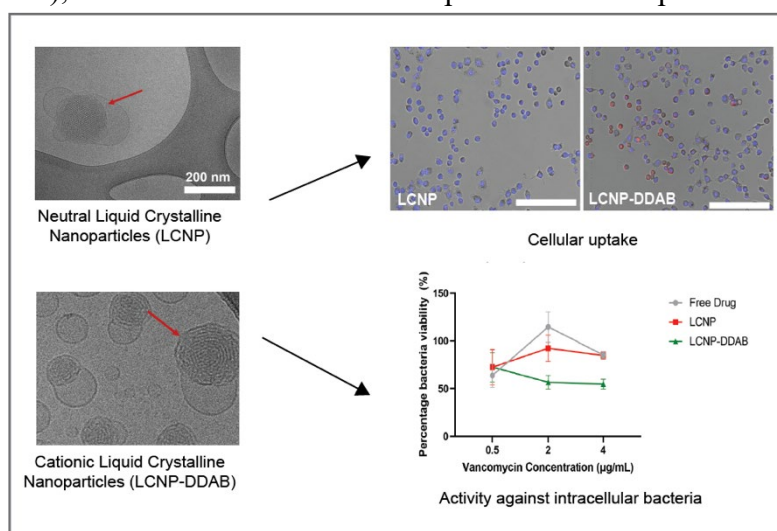 200 nm
Neutral Liquid Crystalline
Nanoparticles (LCNP)
LCNP
LCNP-DDAB
Cellular uptake
Cationic Liquid Crystalline
Nanoparticles (LCNP-DDAB)
Percentage bacteria viability (%)
150
100
50
0
0.5
2
4
Vancomycin Concentration (µg/mL)
Free Drug
LCNP
LCNP-DDAB
Activity against intracellular bacteria